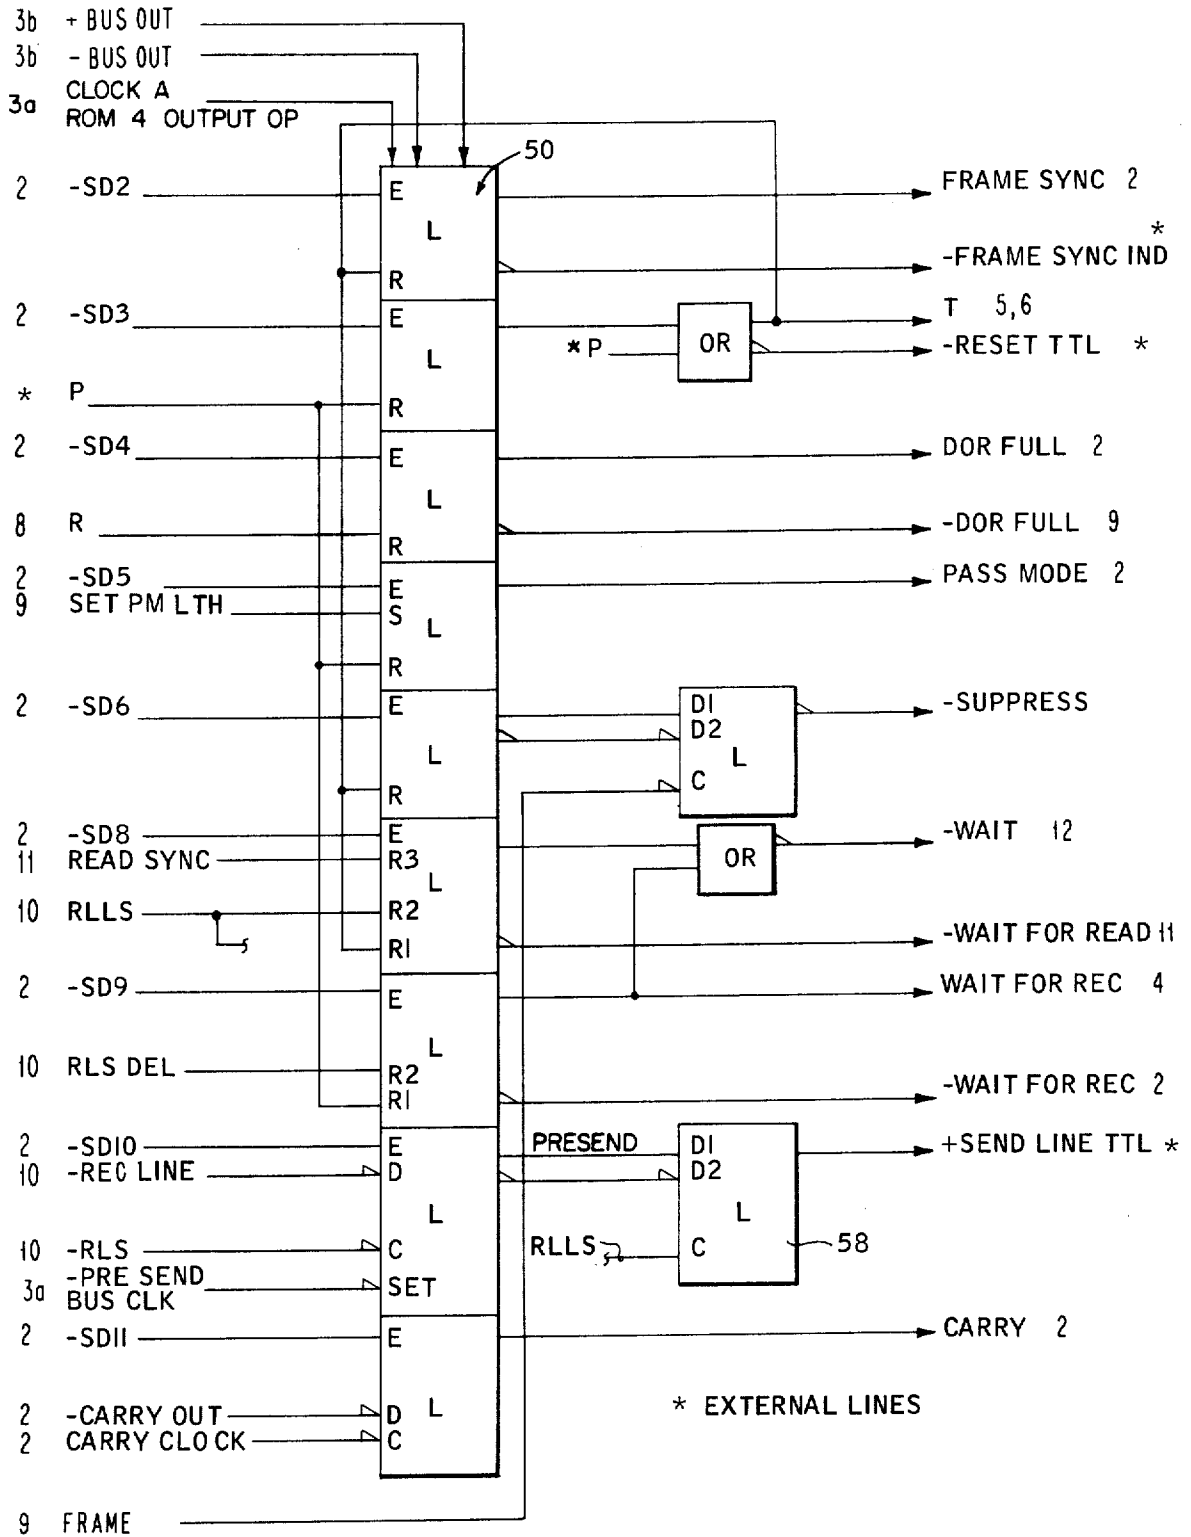 3b + BUS OUT
3b - BUS OUT
3a CLOCK A
ROM 4 OUTPUT OP
50
2 -SD2 E FRAME SYNC 2
L
*
R -FRAME SYNC IND
2 -SD3 E T 5,6
*P OR -RESET TTL *
L
* P R
2 -SD4 E DOR FULL 2
L
8 R R -DOR FULL 9
2 -SD5 E PASS MODE 2
9 SET PM LTH S
L
R
2 -SD6 E D1 -SUPPRESS
D2
L L
R C
2 -SD8 E -WAIT 12
11 READ SYNC R3 OR
L
10 RLLS R2
R1 -WAIT FOR READ 11
2 -SD9 E WAIT FOR REC 4
L
10 RLS DEL R2
R1 -WAIT FOR REC 2
2 -SD10 E PRESEND D1 +SEND LINE TTL *
10 -REC LINE D D2
L L
10 -RLS C RLLS C 58
3a -PRE SEND
BUS CLK SET
2 -SD11 E CARRY 2
2 -CARRY OUT D L * EXTERNAL LINES
2 CARRY CLOCK C
9 FRAME